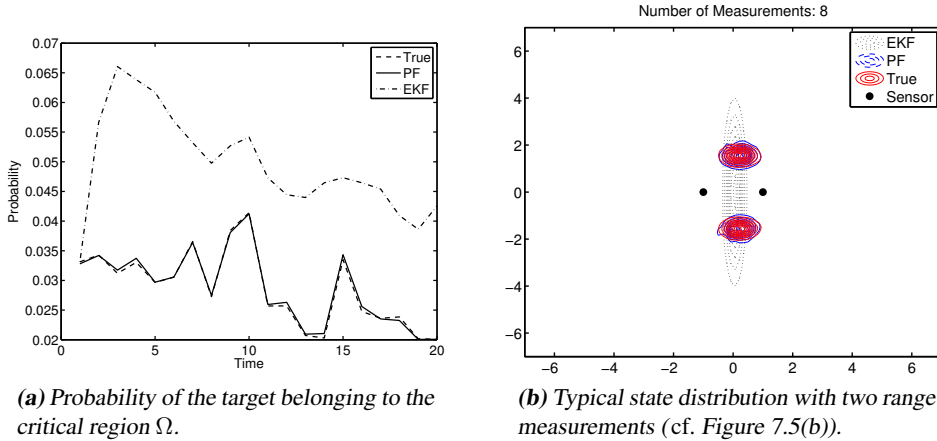 0.07
0.065
0.06
0.055
0.05
0.045
0.04
0.035
0.03
0.025
0.02
Probability
0 5 10 15 20
Time
True
PF
EKF
(a) Probability of the target belonging to the
critical region Ω.
Number of Measurements: 8
6
4
2
0
−2
−4
−6
−6 −4 −2 0 2 4 6
EKF
PF
True
Sensor
(b) Typical state distribution with two range
measurements (cf. Figure 7.5(b)).